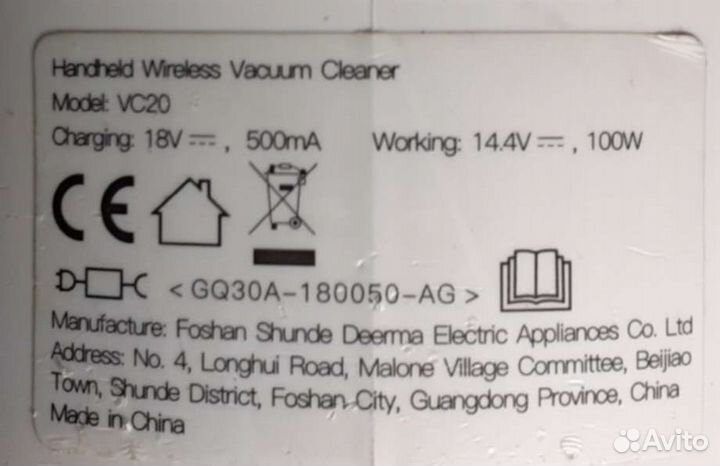 Handheld Wireless Vacuum Cleaner
Model: VC20
Charging: 18V ⎓, 500mA Working: 14.4V ⎓, 100W
CE
<GQ30A-180050-AG>
Manufacture: Foshan Shunde Deerma Electric Appliances Co. Ltd
Address: No. 4, Longhui Road, Malone Village Committee, Beijiao
Town, Shunde District, Foshan City, Guangdong Province, China
Made in China
Avito